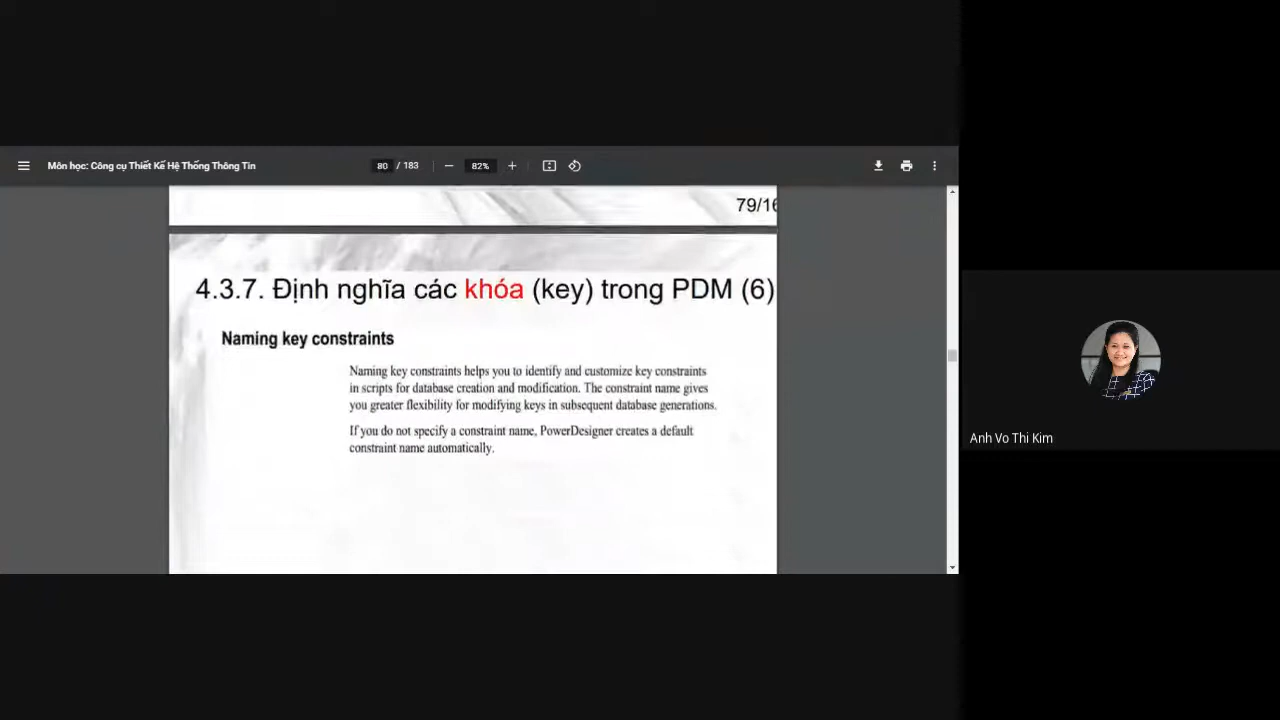 Môn học: Công cụ Thiết Kế Hệ Thống Thông Tin
80 / 183
82%
79/16
4.3.7. Định nghĩa các khóa (key) trong PDM (6)
Naming key constraints
Naming key constraints helps you to identify and customize key constraints
in scripts for database creation and modification. The constraint name gives
you greater flexibility for modifying keys in subsequent database generations.
If you do not specify a constraint name, PowerDesigner creates a default
constraint name automatically.
Anh Vo Thi Kim